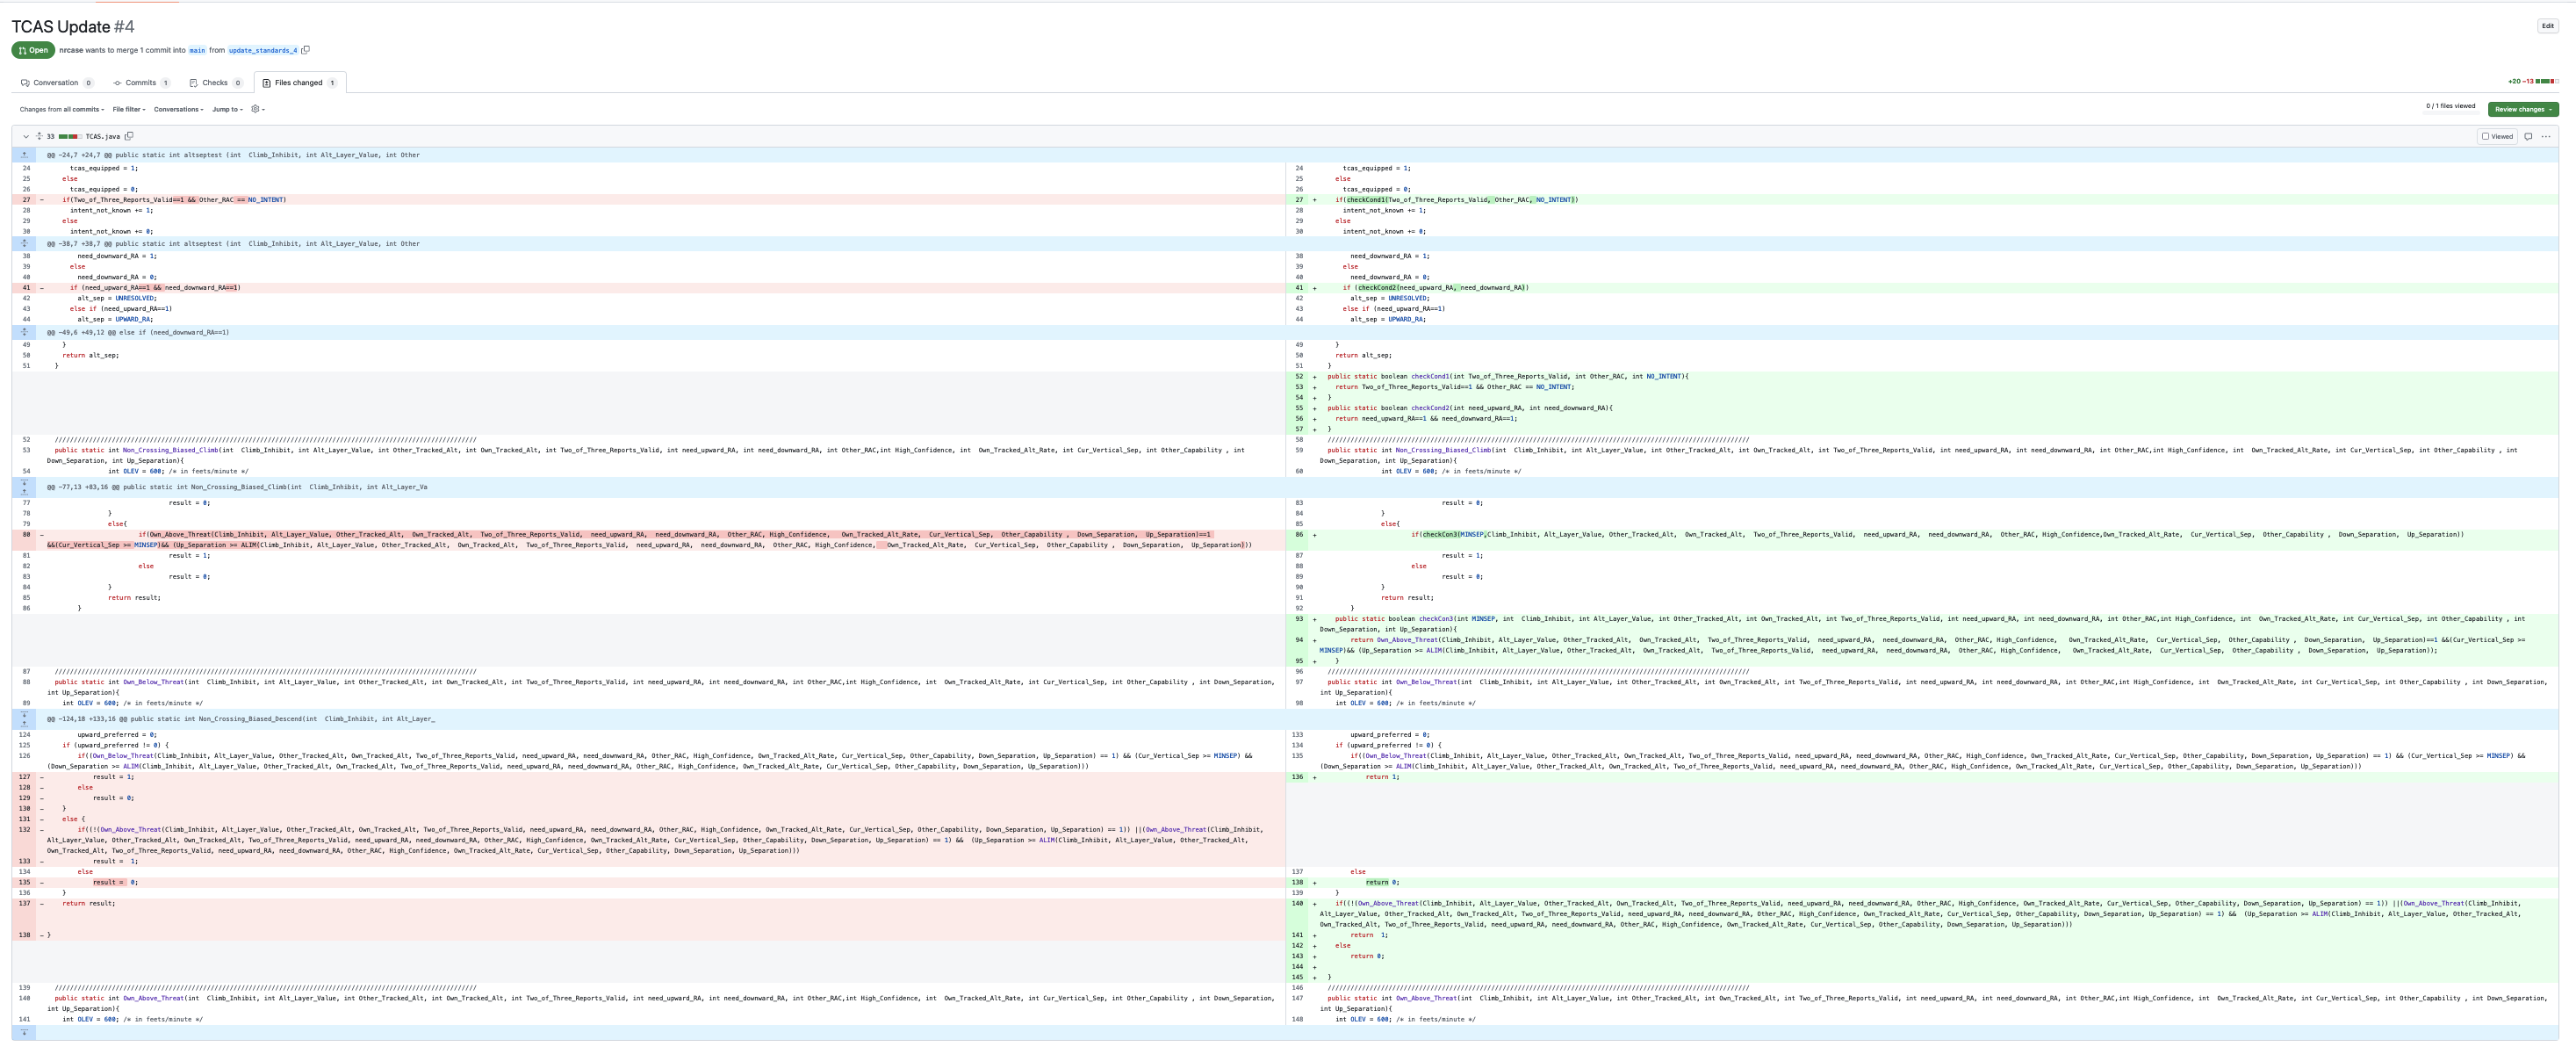 TCAS Update #4
Edit
Open nrcase wants to merge 1 commit into main from update_standards_4
Conversation 0 Commits 1 Checks 0 Files changed 1
+20 −13
Changes from all commits File filter Conversations Jump to
0 / 1 files viewed Review changes
33 TCAS.java
Viewed
@@ -24,7 +24,7 @@ public static int altseptest (int Climb_Inhibit, int Alt_Layer_Value, int Other
24 tcas_equipped = 1;
25 else
26 tcas_equipped = 0;
27 - if(Two_of_Three_Reports_Valid==1 && Other_RAC == NO_INTENT)
28 intent_not_known += 1;
29 else
30 intent_not_known += 0;
24 tcas_equipped = 1;
25 else
26 tcas_equipped = 0;
27 + if(checkCond1(Two_of_Three_Reports_Valid, Other_RAC, NO_INTENT))
28 intent_not_known += 1;
29 else
30 intent_not_known += 0;
@@ -38,7 +38,7 @@ public static int altseptest (int Climb_Inhibit, int Alt_Layer_Value, int Other
38 need_downward_RA = 1;
39 else
40 need_downward_RA = 0;
41 - if (need_upward_RA==1 && need_downward_RA==1)
42 alt_sep = UNRESOLVED;
43 else if (need_upward_RA==1)
44 alt_sep = UPWARD_RA;
38 need_downward_RA = 1;
39 else
40 need_downward_RA = 0;
41 + if (checkCond2(need_upward_RA, need_downward_RA))
42 alt_sep = UNRESOLVED;
43 else if (need_upward_RA==1)
44 alt_sep = UPWARD_RA;
@@ -49,6 +49,12 @@ else if (need_downward_RA==1)
49 }
50 return alt_sep;
51 }
49 }
50 return alt_sep;
51 }
52 + public static boolean checkCond1(int Two_of_Three_Reports_Valid, int Other_RAC, int NO_INTENT){
53 + return Two_of_Three_Reports_Valid==1 && Other_RAC == NO_INTENT;
54 + }
55 + public static boolean checkCond2(int need_upward_RA, int need_downward_RA){
56 + return need_upward_RA==1 && need_downward_RA==1;
57 + }
52 ////////////////////////////////////////////////////////////////////////////////////////////////////////////////
53 public static int Non_Crossing_Biased_Climb(int Climb_Inhibit, int Alt_Layer_Value, int Other_Tracked_Alt, int Own_Tracked_Alt, int Two_of_Three_Reports_Valid, int need_upward_RA, int need_downward_RA, int Other_RAC,int High_Confidence, int Own_Tracked_Alt_Rate, int Cur_Vertical_Sep, int Other_Capability , int
Down_Separation, int Up_Separation){
54 int OLEV = 600; /* in feets/minute */
58 ////////////////////////////////////////////////////////////////////////////////////////////////////////////////
59 public static int Non_Crossing_Biased_Climb(int Climb_Inhibit, int Alt_Layer_Value, int Other_Tracked_Alt, int Own_Tracked_Alt, int Two_of_Three_Reports_Valid, int need_upward_RA, int need_downward_RA, int Other_RAC,int High_Confidence, int Own_Tracked_Alt_Rate, int Cur_Vertical_Sep, int Other_Capability , int
Down_Separation, int Up_Separation){
60 int OLEV = 600; /* in feets/minute */
@@ -77,13 +83,16 @@ public static int Non_Crossing_Biased_Climb(int Climb_Inhibit, int Alt_Layer_Va
77 result = 0;
78 }
79 else{
80 - if(Own_Above_Threat(Climb_Inhibit, Alt_Layer_Value, Other_Tracked_Alt, Own_Tracked_Alt, Two_of_Three_Reports_Valid, need_upward_RA, need_downward_RA, Other_RAC, High_Confidence, Own_Tracked_Alt_Rate, Cur_Vertical_Sep, Other_Capability , Down_Separation, Up_Separation)==1
&&(Cur_Vertical_Sep >= MINSEP)&& (Up_Separation >= ALIM(Climb_Inhibit, Alt_Layer_Value, Other_Tracked_Alt, Own_Tracked_Alt, Two_of_Three_Reports_Valid, need_upward_RA, need_downward_RA, Other_RAC, High_Confidence, Own_Tracked_Alt_Rate, Cur_Vertical_Sep, Other_Capability , Down_Separation, Up_Separation)))
81 result = 1;
82 else
83 result = 0;
84 }
85 return result;
86 }
83 result = 0;
84 }
85 else{
86 + if(checkCon3(MINSEP,Climb_Inhibit, Alt_Layer_Value, Other_Tracked_Alt, Own_Tracked_Alt, Two_of_Three_Reports_Valid, need_upward_RA, need_downward_RA, Other_RAC, High_Confidence,Own_Tracked_Alt_Rate, Cur_Vertical_Sep, Other_Capability , Down_Separation, Up_Separation))
87 result = 1;
88 else
89 result = 0;
90 }
91 return result;
92 }
93 + public static boolean checkCon3(int MINSEP, int Climb_Inhibit, int Alt_Layer_Value, int Other_Tracked_Alt, int Own_Tracked_Alt, int Two_of_Three_Reports_Valid, int need_upward_RA, int need_downward_RA, int Other_RAC,int High_Confidence, int Own_Tracked_Alt_Rate, int Cur_Vertical_Sep, int Other_Capability , int
Down_Separation, int Up_Separation){
94 + return Own_Above_Threat(Climb_Inhibit, Alt_Layer_Value, Other_Tracked_Alt, Own_Tracked_Alt, Two_of_Three_Reports_Valid, need_upward_RA, need_downward_RA, Other_RAC, High_Confidence, Own_Tracked_Alt_Rate, Cur_Vertical_Sep, Other_Capability , Down_Separation, Up_Separation)==1 &&(Cur_Vertical_Sep >=
MINSEP)&& (Up_Separation >= ALIM(Climb_Inhibit, Alt_Layer_Value, Other_Tracked_Alt, Own_Tracked_Alt, Two_of_Three_Reports_Valid, need_upward_RA, need_downward_RA, Other_RAC, High_Confidence, Own_Tracked_Alt_Rate, Cur_Vertical_Sep, Other_Capability , Down_Separation, Up_Separation));
95 + }
87 ////////////////////////////////////////////////////////////////////////////////////////////////////////////////
88 public static int Own_Below_Threat(int Climb_Inhibit, int Alt_Layer_Value, int Other_Tracked_Alt, int Own_Tracked_Alt, int Two_of_Three_Reports_Valid, int need_upward_RA, int need_downward_RA, int Other_RAC,int High_Confidence, int Own_Tracked_Alt_Rate, int Cur_Vertical_Sep, int Other_Capability , int Down_Separation,
int Up_Separation){
89 int OLEV = 600; /* in feets/minute */
96 ////////////////////////////////////////////////////////////////////////////////////////////////////////////////
97 public static int Own_Below_Threat(int Climb_Inhibit, int Alt_Layer_Value, int Other_Tracked_Alt, int Own_Tracked_Alt, int Two_of_Three_Reports_Valid, int need_upward_RA, int need_downward_RA, int Other_RAC,int High_Confidence, int Own_Tracked_Alt_Rate, int Cur_Vertical_Sep, int Other_Capability , int Down_Separation,
int Up_Separation){
98 int OLEV = 600; /* in feets/minute */
@@ -124,18 +133,16 @@ public static int Non_Crossing_Biased_Descend(int Climb_Inhibit, int Alt_Layer_
124 upward_preferred = 0;
125 if (upward_preferred != 0) {
126 if((Own_Below_Threat(Climb_Inhibit, Alt_Layer_Value, Other_Tracked_Alt, Own_Tracked_Alt, Two_of_Three_Reports_Valid, need_upward_RA, need_downward_RA, Other_RAC, High_Confidence, Own_Tracked_Alt_Rate, Cur_Vertical_Sep, Other_Capability, Down_Separation, Up_Separation) == 1) && (Cur_Vertical_Sep >= MINSEP) &&
(Down_Separation >= ALIM(Climb_Inhibit, Alt_Layer_Value, Other_Tracked_Alt, Own_Tracked_Alt, Two_of_Three_Reports_Valid, need_upward_RA, need_downward_RA, Other_RAC, High_Confidence, Own_Tracked_Alt_Rate, Cur_Vertical_Sep, Other_Capability, Down_Separation, Up_Separation)))
127 - result = 1;
128 - else
129 - result = 0;
130 - }
131 - else {
132 - if((!(Own_Above_Threat(Climb_Inhibit, Alt_Layer_Value, Other_Tracked_Alt, Own_Tracked_Alt, Two_of_Three_Reports_Valid, need_upward_RA, need_downward_RA, Other_RAC, High_Confidence, Own_Tracked_Alt_Rate, Cur_Vertical_Sep, Other_Capability, Down_Separation, Up_Separation) == 1)) ||(Own_Above_Threat(Climb_Inhibit,
Alt_Layer_Value, Other_Tracked_Alt, Own_Tracked_Alt, Two_of_Three_Reports_Valid, need_upward_RA, need_downward_RA, Other_RAC, High_Confidence, Own_Tracked_Alt_Rate, Cur_Vertical_Sep, Other_Capability, Down_Separation, Up_Separation) == 1) && (Up_Separation >= ALIM(Climb_Inhibit, Alt_Layer_Value, Other_Tracked_Alt,
Own_Tracked_Alt, Two_of_Three_Reports_Valid, need_upward_RA, need_downward_RA, Other_RAC, High_Confidence, Own_Tracked_Alt_Rate, Cur_Vertical_Sep, Other_Capability, Down_Separation, Up_Separation)))
133 - result = 1;
134 else
135 - result = 0;
136 }
137 - return result;
138 - }
133 upward_preferred = 0;
134 if (upward_preferred != 0) {
135 if((Own_Below_Threat(Climb_Inhibit, Alt_Layer_Value, Other_Tracked_Alt, Own_Tracked_Alt, Two_of_Three_Reports_Valid, need_upward_RA, need_downward_RA, Other_RAC, High_Confidence, Own_Tracked_Alt_Rate, Cur_Vertical_Sep, Other_Capability, Down_Separation, Up_Separation) == 1) && (Cur_Vertical_Sep >= MINSEP) &&
(Down_Separation >= ALIM(Climb_Inhibit, Alt_Layer_Value, Other_Tracked_Alt, Own_Tracked_Alt, Two_of_Three_Reports_Valid, need_upward_RA, need_downward_RA, Other_RAC, High_Confidence, Own_Tracked_Alt_Rate, Cur_Vertical_Sep, Other_Capability, Down_Separation, Up_Separation)))
136 + return 1;
137 else
138 + return 0;
139 }
140 + if((!(Own_Above_Threat(Climb_Inhibit, Alt_Layer_Value, Other_Tracked_Alt, Own_Tracked_Alt, Two_of_Three_Reports_Valid, need_upward_RA, need_downward_RA, Other_RAC, High_Confidence, Own_Tracked_Alt_Rate, Cur_Vertical_Sep, Other_Capability, Down_Separation, Up_Separation) == 1)) ||(Own_Above_Threat(Climb_Inhibit,
Alt_Layer_Value, Other_Tracked_Alt, Own_Tracked_Alt, Two_of_Three_Reports_Valid, need_upward_RA, need_downward_RA, Other_RAC, High_Confidence, Own_Tracked_Alt_Rate, Cur_Vertical_Sep, Other_Capability, Down_Separation, Up_Separation) == 1) && (Up_Separation >= ALIM(Climb_Inhibit, Alt_Layer_Value, Other_Tracked_Alt,
Own_Tracked_Alt, Two_of_Three_Reports_Valid, need_upward_RA, need_downward_RA, Other_RAC, High_Confidence, Own_Tracked_Alt_Rate, Cur_Vertical_Sep, Other_Capability, Down_Separation, Up_Separation)))
141 + return 1;
142 + else
143 + return 0;
144 +
145 + }
139 ////////////////////////////////////////////////////////////////////////////////////////////////////////////////
140 public static int Own_Above_Threat(int Climb_Inhibit, int Alt_Layer_Value, int Other_Tracked_Alt, int Own_Tracked_Alt, int Two_of_Three_Reports_Valid, int need_upward_RA, int need_downward_RA, int Other_RAC,int High_Confidence, int Own_Tracked_Alt_Rate, int Cur_Vertical_Sep, int Other_Capability , int Down_Separation,
int Up_Separation){
141 int OLEV = 600; /* in feets/minute */
146 ////////////////////////////////////////////////////////////////////////////////////////////////////////////////
147 public static int Own_Above_Threat(int Climb_Inhibit, int Alt_Layer_Value, int Other_Tracked_Alt, int Own_Tracked_Alt, int Two_of_Three_Reports_Valid, int need_upward_RA, int need_downward_RA, int Other_RAC,int High_Confidence, int Own_Tracked_Alt_Rate, int Cur_Vertical_Sep, int Other_Capability , int Down_Separation,
int Up_Separation){
148 int OLEV = 600; /* in feets/minute */